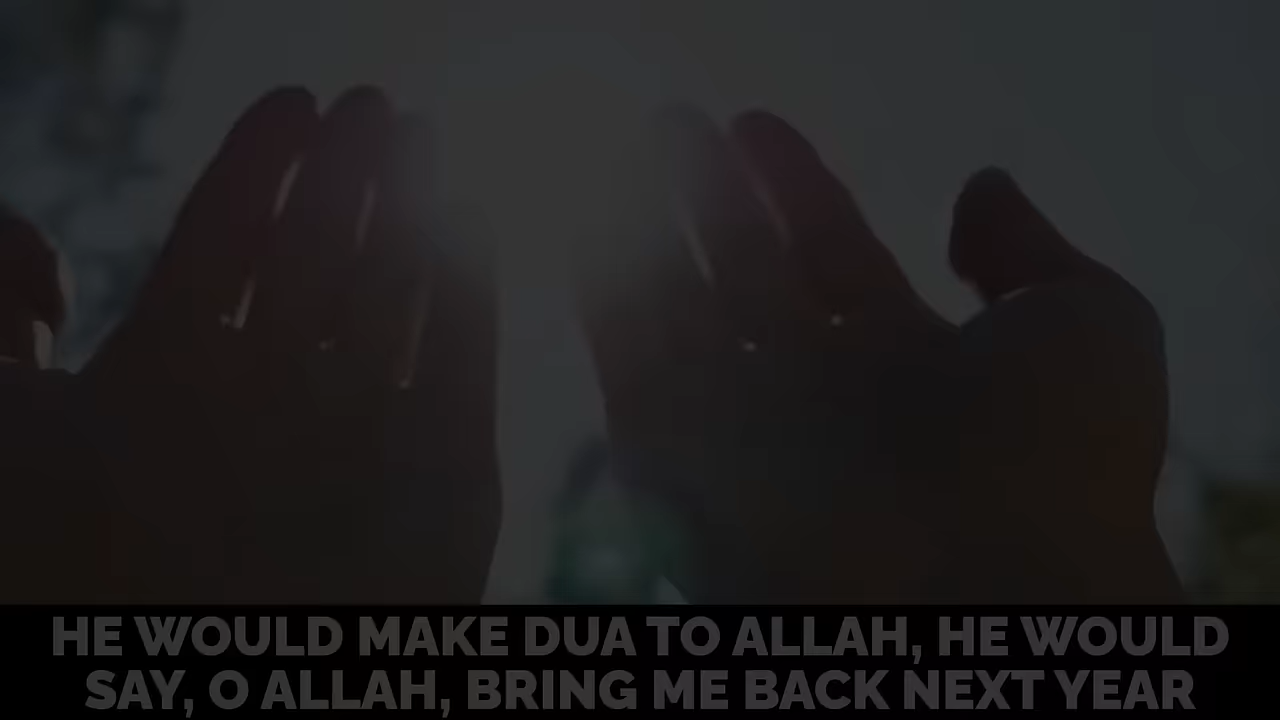 HE WOULD MAKE DUA TO ALLAH, HE WOULD
SAY, O ALLAH, BRING ME BACK NEXT YEAR